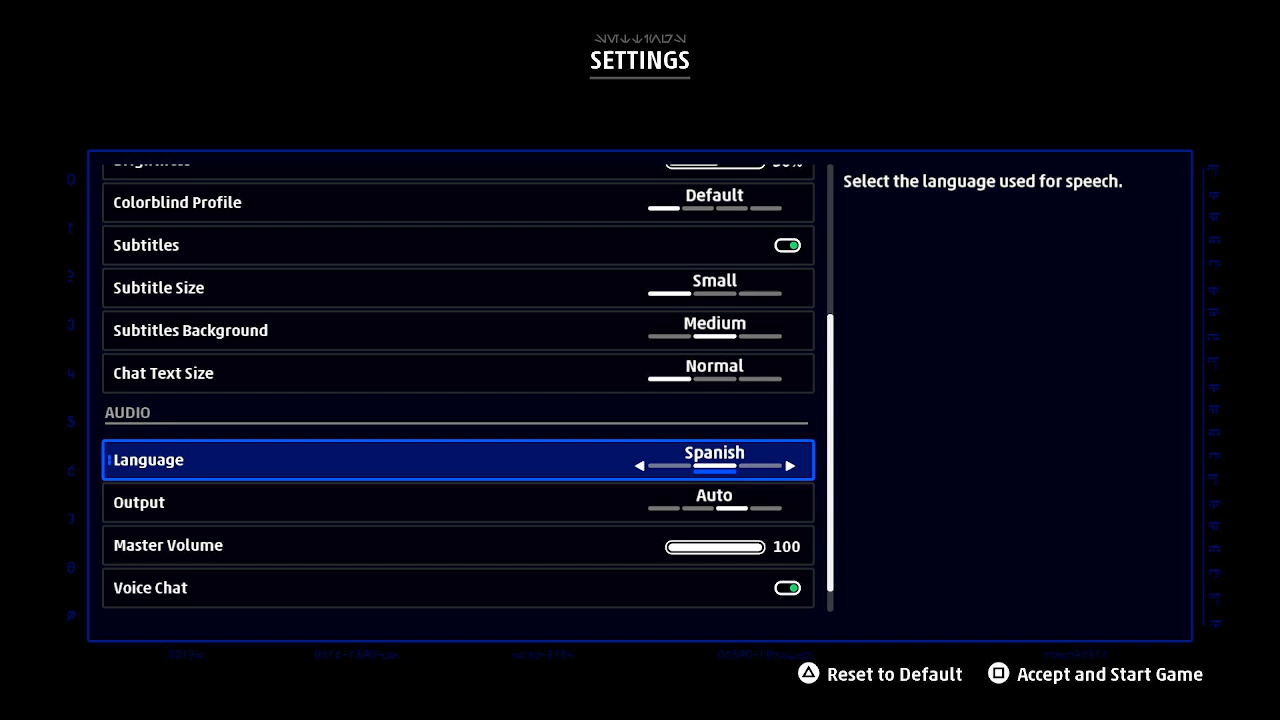 SETTINGS
Colorblind Profile Default
Subtitles
Subtitle Size Small
Subtitles Background Medium
Chat Text Size Normal
AUDIO
Language Spanish
Output Auto
Master Volume 100
Voice Chat
Select the language used for speech.
Reset to Default Accept and Start Game